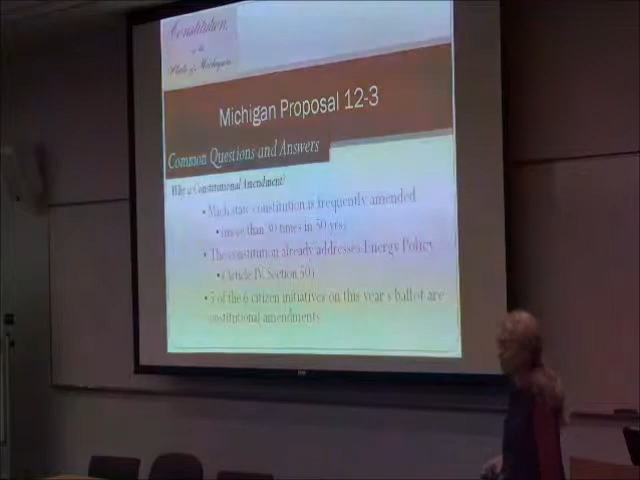 Constitution,
of the
State of Michigan
Michigan Proposal 12-3
Common Questions and Answers
Why a Constitutional Amendment?
• Mich state constitution is frequently amended
• more than 30 times in 50 yrs
• The constitution already addresses Energy Policy
• (Article IV, Section 50)
• 5 of the 6 citizen initiatives on this year's ballot are
constitutional amendments